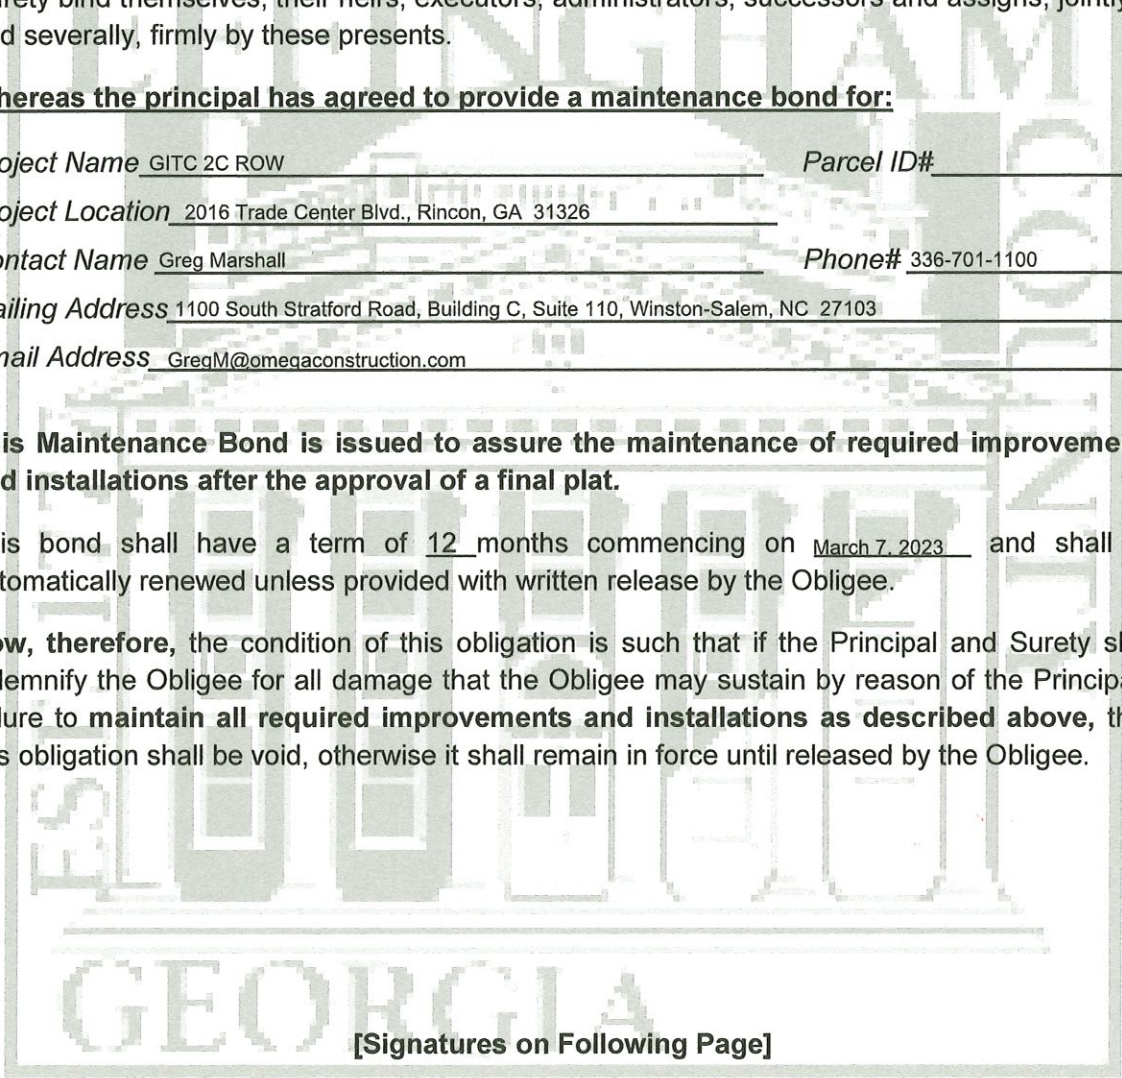 rety bind themselves, their heirs, executors, administrators, successors and assigns, jointly
d severally, firmly by these presents.
hereas the principal has agreed to provide a maintenance bond for:
oject Name GITC 2C ROW Parcel ID#
oject Location 2016 Trade Center Blvd., Rincon, GA 31326
ontact Name Greg Marshall Phone# 336-701-1100
ailing Address 1100 South Stratford Road, Building C, Suite 110, Winston-Salem, NC 27103
mail Address GregM@omegaconstruction.com
is Maintenance Bond is issued to assure the maintenance of required improveme
d installations after the approval of a final plat.
is bond shall have a term of 12 months commencing on March 7, 2023 and shall
tomatically renewed unless provided with written release by the Obligee.
ow, therefore, the condition of this obligation is such that if the Principal and Surety sh
demnify the Obligee for all damage that the Obligee may sustain by reason of the Principa
lure to maintain all required improvements and installations as described above, th
s obligation shall be void, otherwise it shall remain in force until released by the Obligee.
GEORGIA
[Signatures on Following Page]